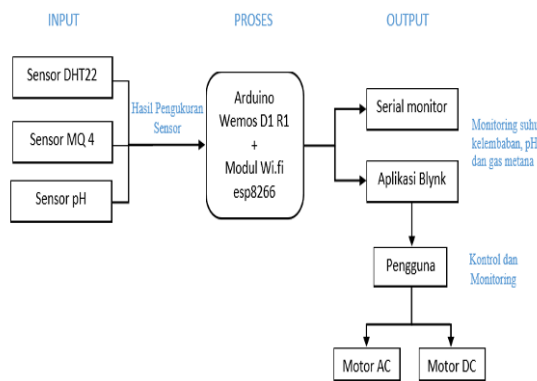 INPUT
PROSES
OUTPUT
Sensor DHT22
Sensor MQ 4
Sensor pH
Hasil Pengukuran
Sensor
Arduino
Wemos D1 R1
+
Modul Wi.fi
esp8266
Serial monitor
Aplikasi Blynk
Monitoring suhu
kelembaban, pH
dan gas metana
Pengguna
Kontrol dan
Monitoring
Motor AC
Motor DC